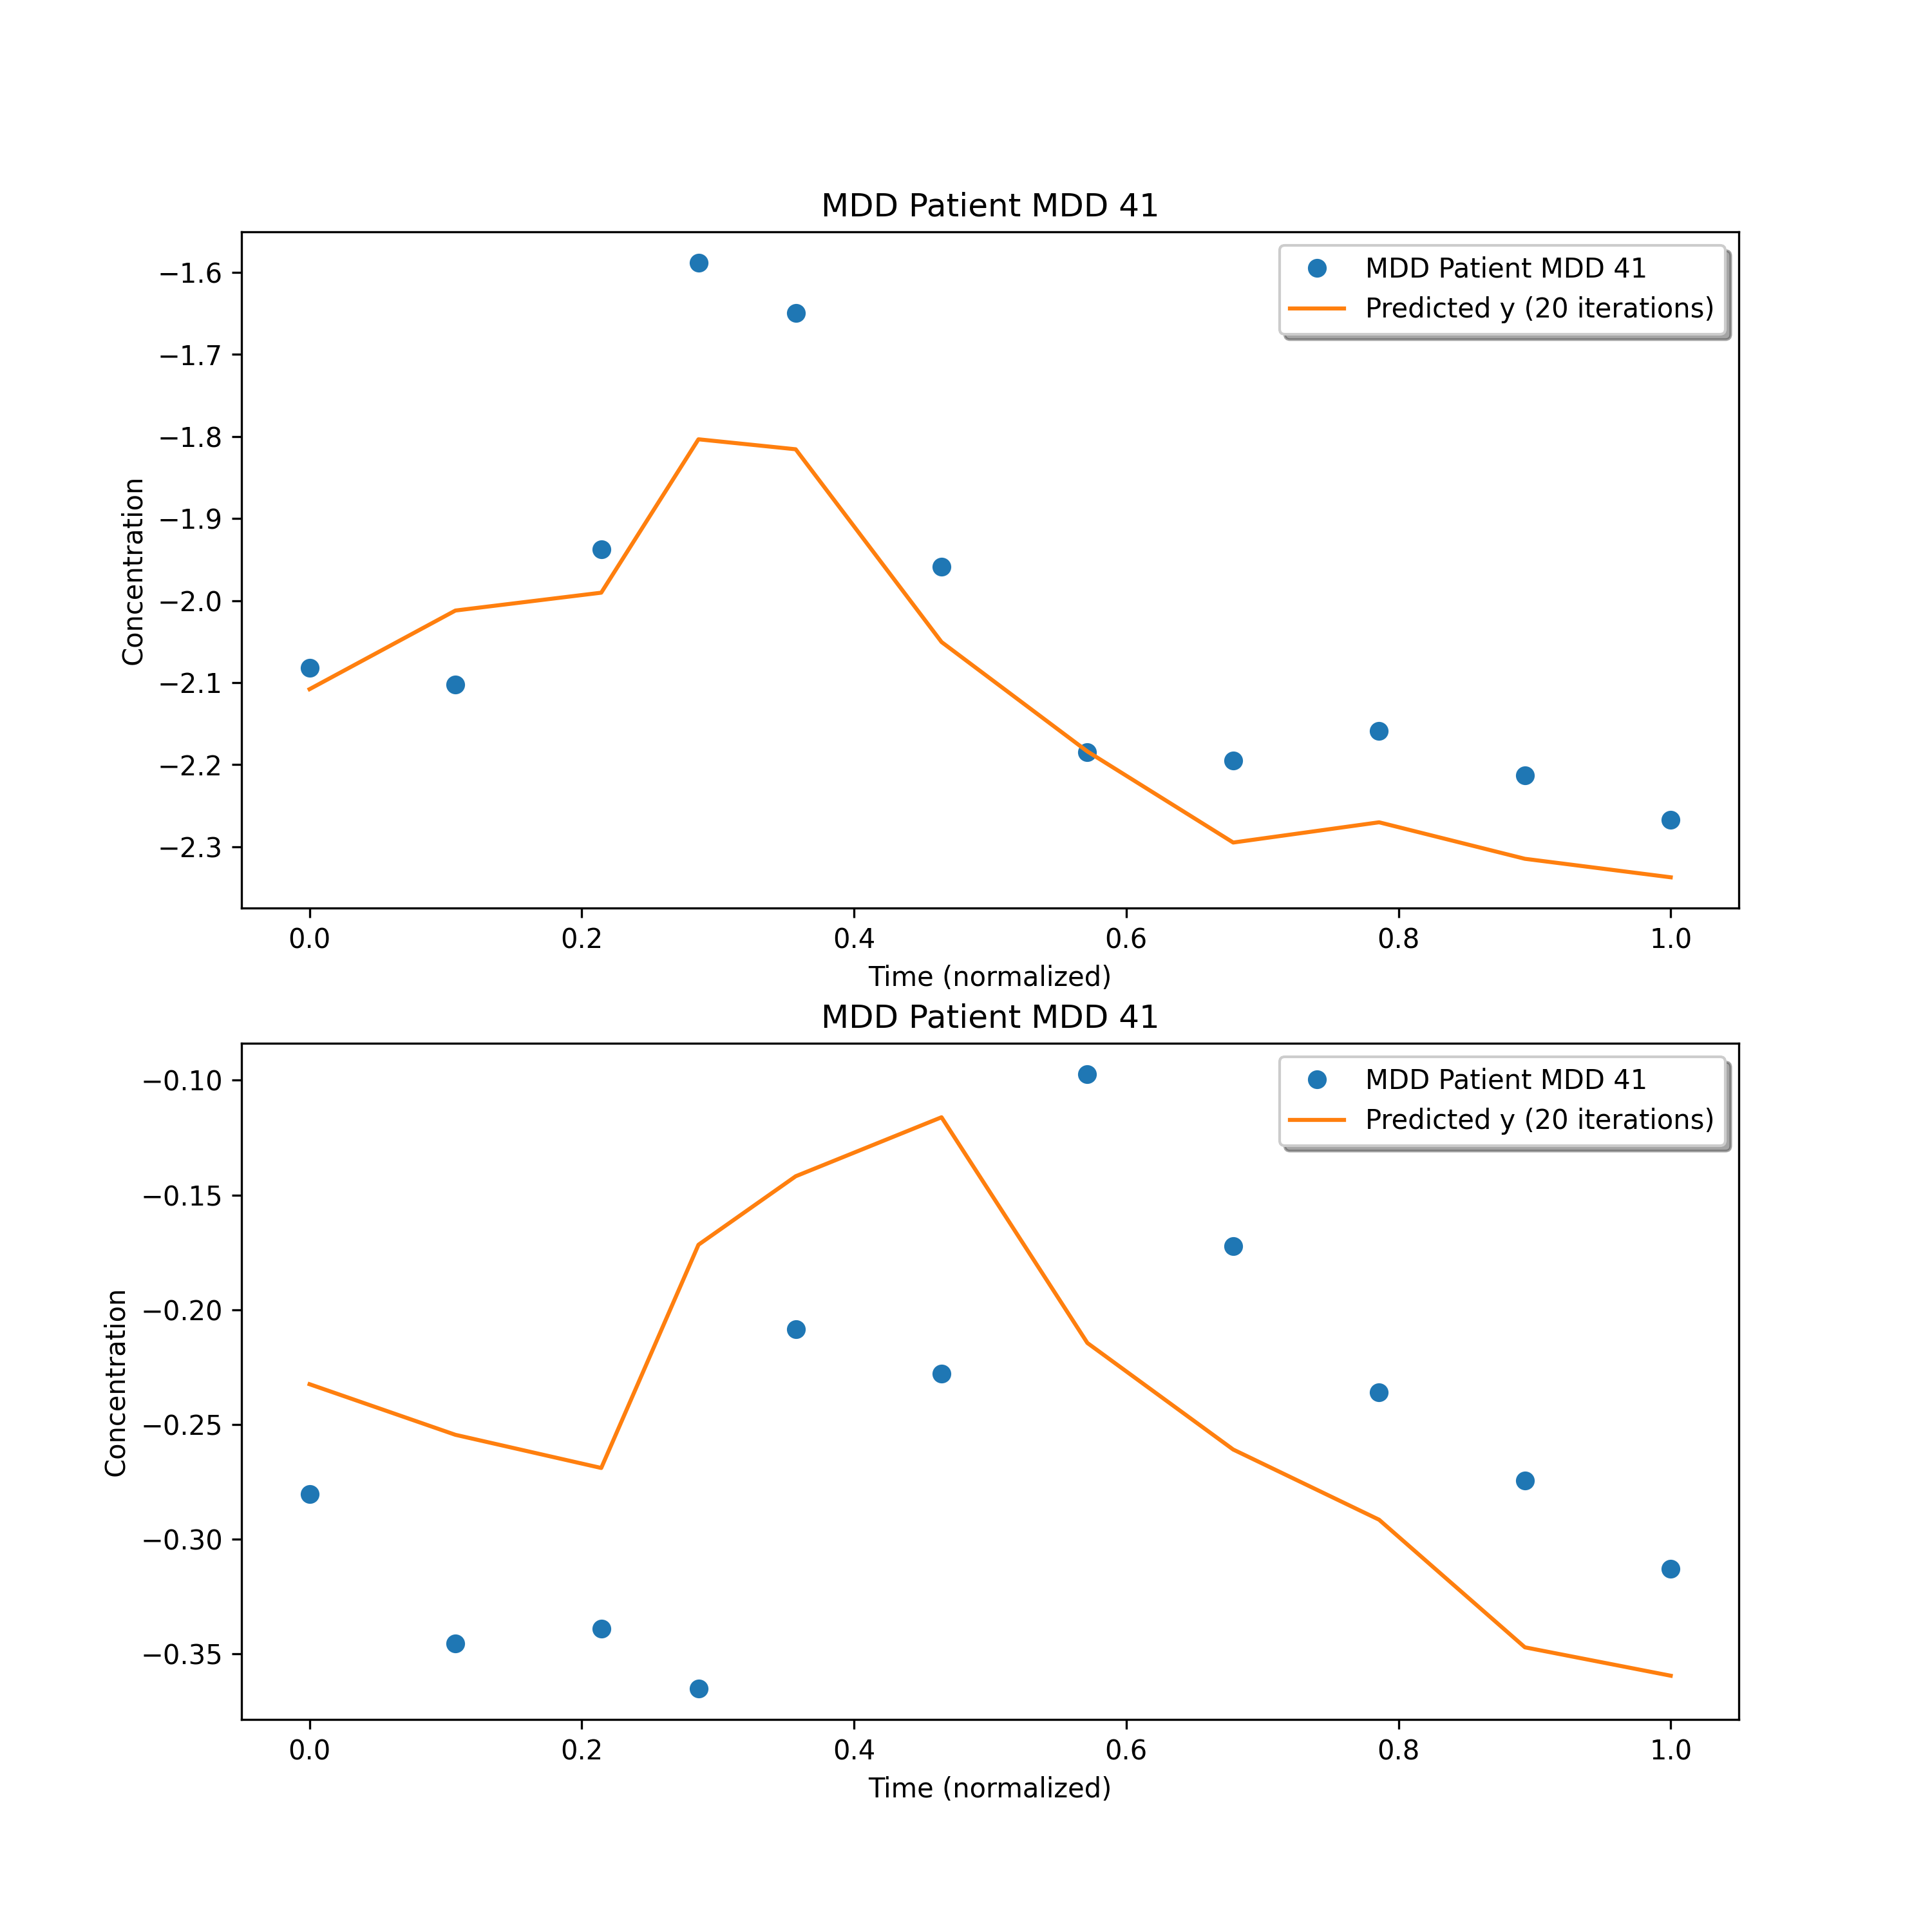 MDD Patient MDD 41
MDD Patient MDD 41
Predicted y (20 iterations)
−1.6
−1.7
−1.8
−1.9
−2.0
−2.1
−2.2
−2.3
Concentration
0.0 0.2 0.4 0.6 0.8 1.0
Time (normalized)
MDD Patient MDD 41
MDD Patient MDD 41
Predicted y (20 iterations)
−0.10
−0.15
−0.20
−0.25
−0.30
−0.35
Concentration
0.0 0.2 0.4 0.6 0.8 1.0
Time (normalized)